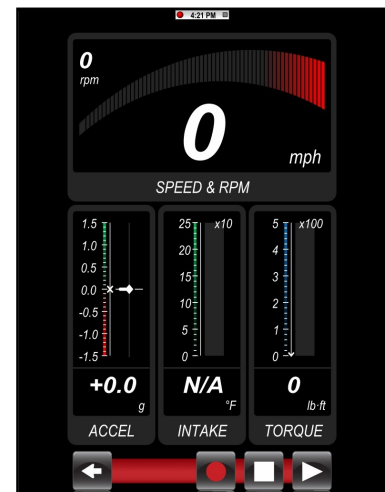 4:21 PM
0
rpm
0
mph
SPEED & RPM
1.5
1.0
0.5
0.0
-0.5
-1.0
-1.5
+0.0
g
ACCEL
25
x10
20
15
10
5
0
N/A
°F
INTAKE
5
x100
4
3
2
1
0
0
lb·ft
TORQUE